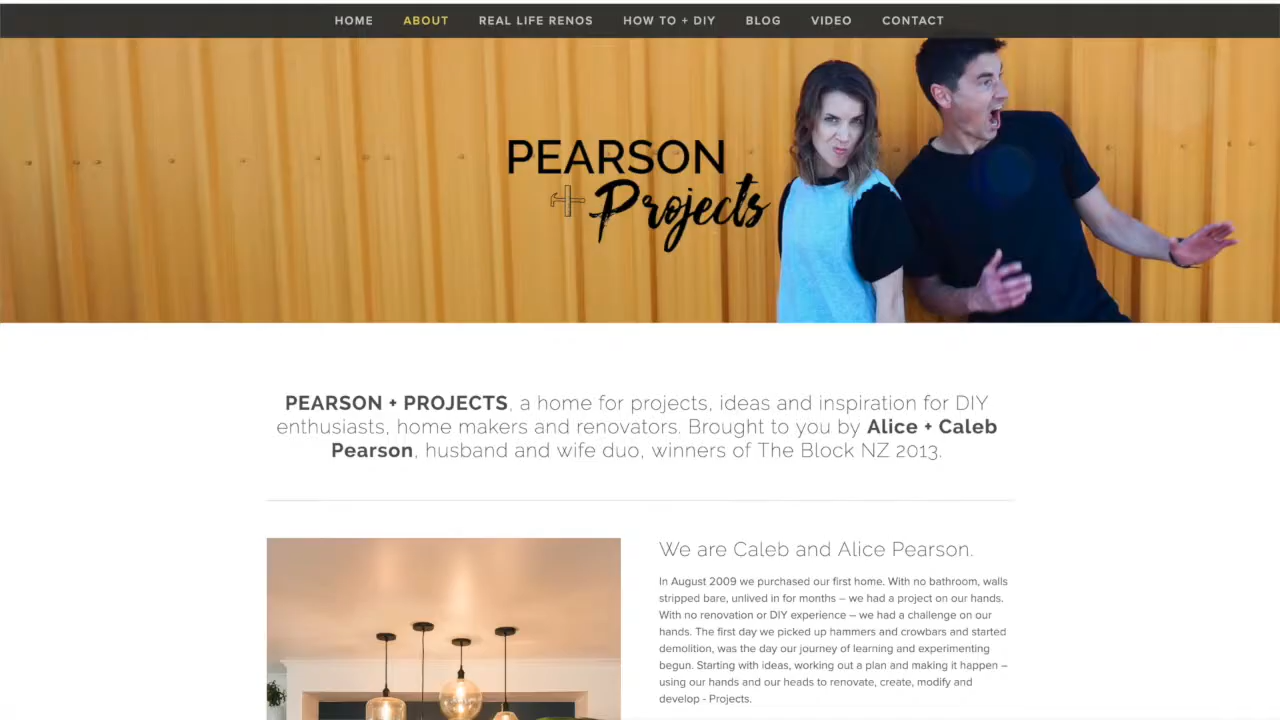 HOME ABOUT REAL LIFE RENOS HOW TO + DIY BLOG VIDEO CONTACT
PEARSON
+ Projects
PEARSON + PROJECTS, a home for projects, ideas and inspiration for DIY
enthusiasts, home makers and renovators. Brought to you by Alice + Caleb
Pearson, husband and wife duo, winners of The Block NZ 2013.
We are Caleb and Alice Pearson.
In August 2009 we purchased our first home. With no bathroom, walls
stripped bare, unlived in for months – we had a project on our hands.
With no renovation or DIY experience – we had a challenge on our
hands. The first day we picked up hammers and crowbars and started
demolition, was the day our journey of learning and experimenting
begun. Starting with ideas, working out a plan and making it happen –
using our hands and our heads to renovate, create, modify and
develop - Projects.